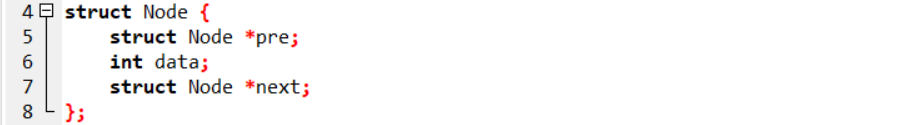 4 struct Node {
5     struct Node *pre;
6     int data;
7     struct Node *next;
8 };